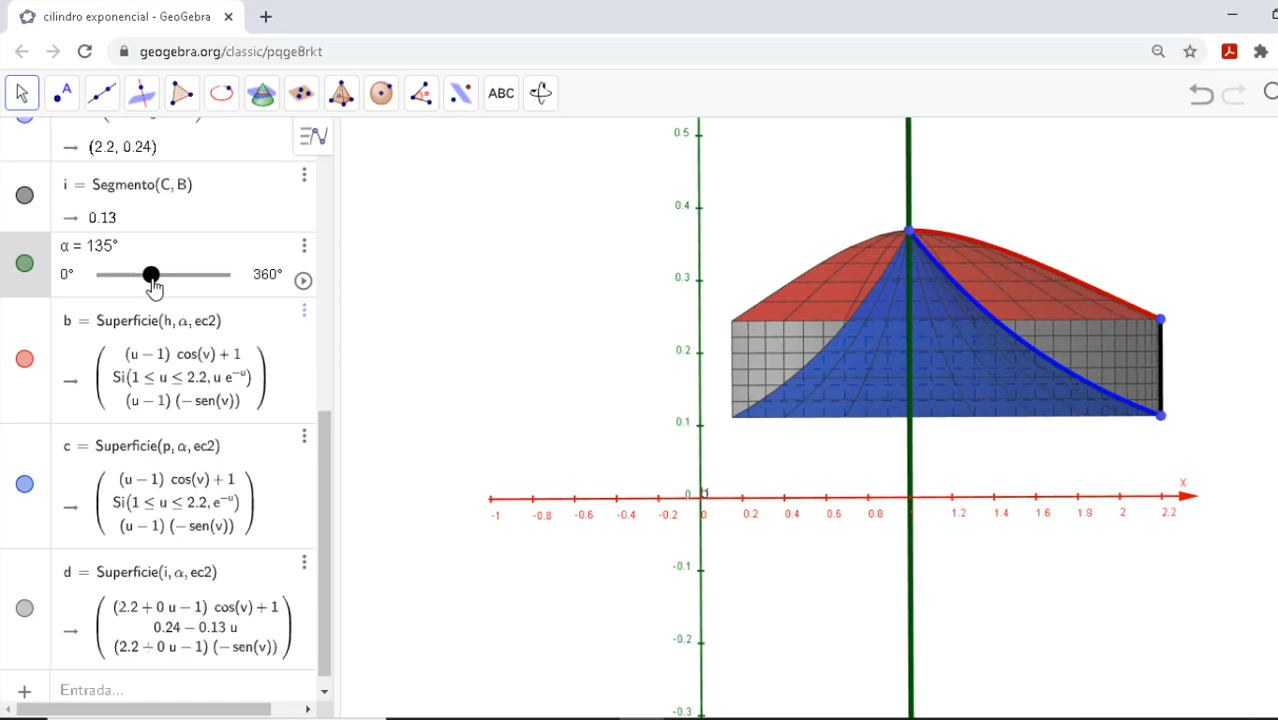 cilindro exponencial - GeoGebra
geogebra.org/classic/pqge8rkt
A
ABC
→ (2.2, 0.24)
i = Segmento(C, B)
→ 0.13
α = 135°
0° 360°
b = Superficie(h, α, ec2)
(u − 1) cos(v) + 1
→ Si(1 ≤ u ≤ 2.2, u e^−u)
(u − 1) (− sen(v))
c = Superficie(p, α, ec2)
(u − 1) cos(v) + 1
→ Si(1 ≤ u ≤ 2.2, e^−u)
(u − 1) (− sen(v))
d = Superficie(i, α, ec2)
(2.2 + 0 u − 1) cos(v) + 1
→ 0.24 − 0.13 u
(2.2 + 0 u − 1) (− sen(v))
Entrada...
0.5
0.4
0.3
0.2
0.1
0
-0.1
-0.2
-0.3
x
-1 -0.8 -0.6 -0.4 -0.2 0 0.2 0.4 0.6 0.8 1.2 1.4 1.6 1.8 2 2.2